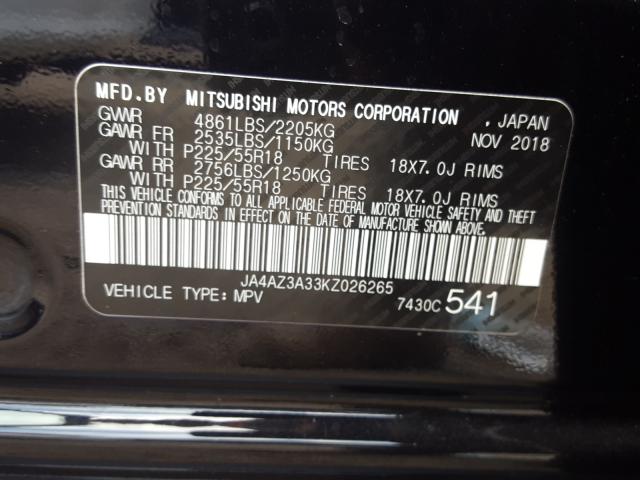 MFD.BY MITSUBISHI MOTORS CORPORATION , JAPAN
GWWR 4861LBS/2205KG NOV 2018
GAWR FR 2535LBS/1150KG
WITH P225/55R18 TIRES 18X7.0J RIMS
GAWR RR 2756LBS/1250KG
WITH P225/55R18 TIRES 18X7.0J RIMS
THIS VEHICLE CONFORMS TO ALL APPLICABLE FEDERAL MOTOR VEHICLE SAFETY AND THEFT
PREVENTION STANDARDS IN EFFECT ON THE DATE OF MANUFACTURE SHOWN ABOVE.
JA4AZ3A33KZ026265
VEHICLE TYPE:MPV 7430C 541